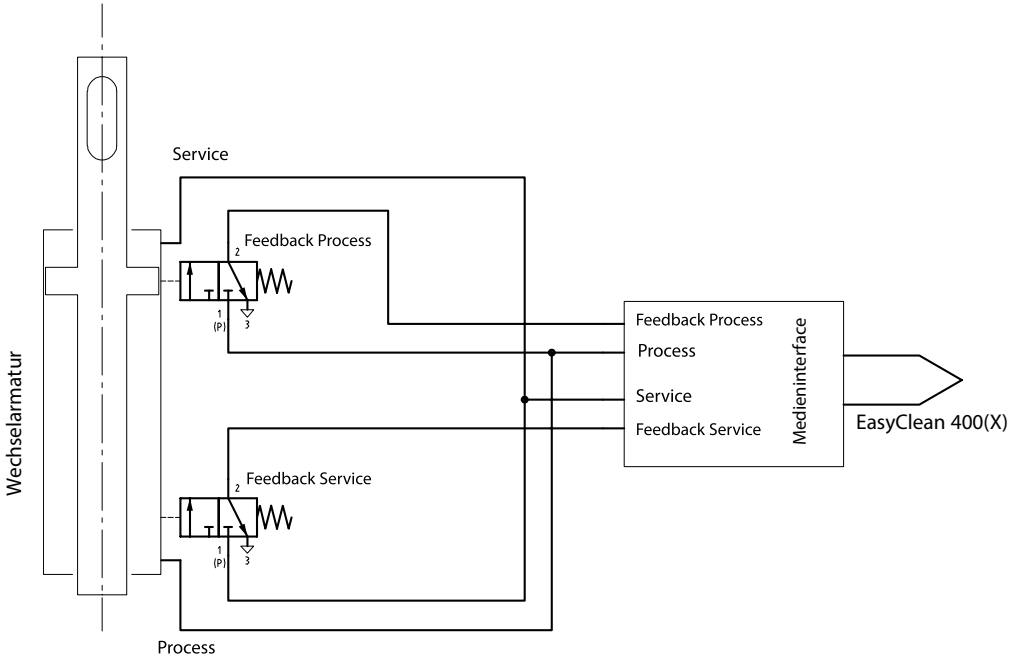 Service
2
Feedback Process
1
(P)
3
Feedback Process
Process
Service
Feedback Service
Medieninterface
EasyClean 400(X)
Wechselarmatur
2
Feedback Service
1
(P)
3
Process